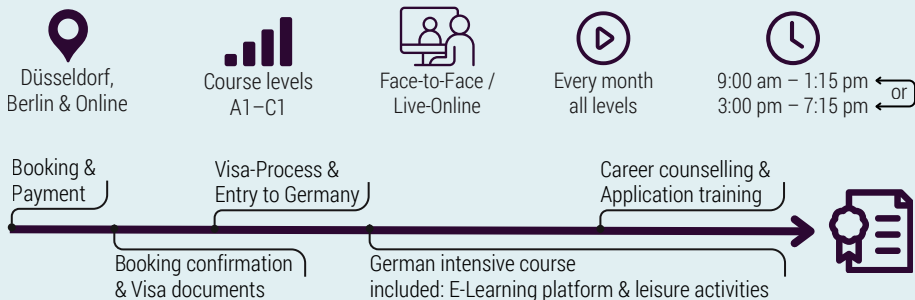 Düsseldorf,
Berlin & Online
Course levels
A1–C1
Face-to-Face /
Live-Online
Every month
all levels
9:00 am – 1:15 pm
or
3:00 pm – 7:15 pm
Booking &
Payment
Visa-Process &
Entry to Germany
Career counselling &
Application training
Booking confirmation
& Visa documents
German intensive course
included: E-Learning platform & leisure activities